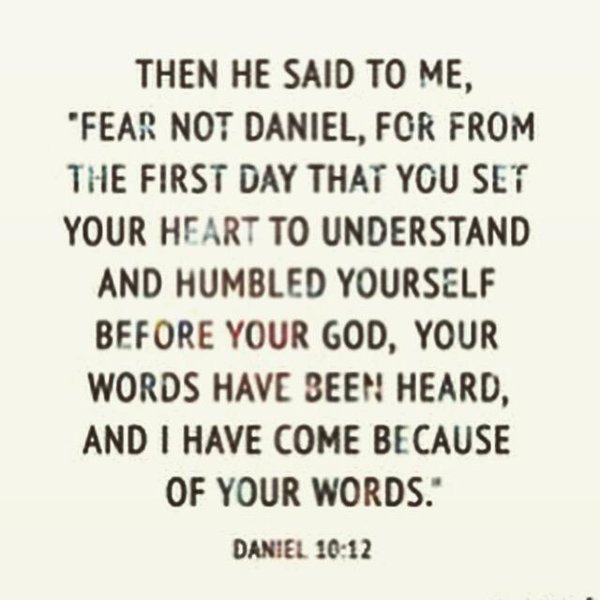 THEN HE SAID TO ME,
"FEAR NOT DANIEL, FOR FROM
THE FIRST DAY THAT YOU SET
YOUR HEART TO UNDERSTAND
AND HUMBLED YOURSELF
BEFORE YOUR GOD, YOUR
WORDS HAVE BEEN HEARD,
AND I HAVE COME BECAUSE
OF YOUR WORDS."
DANIEL 10:12